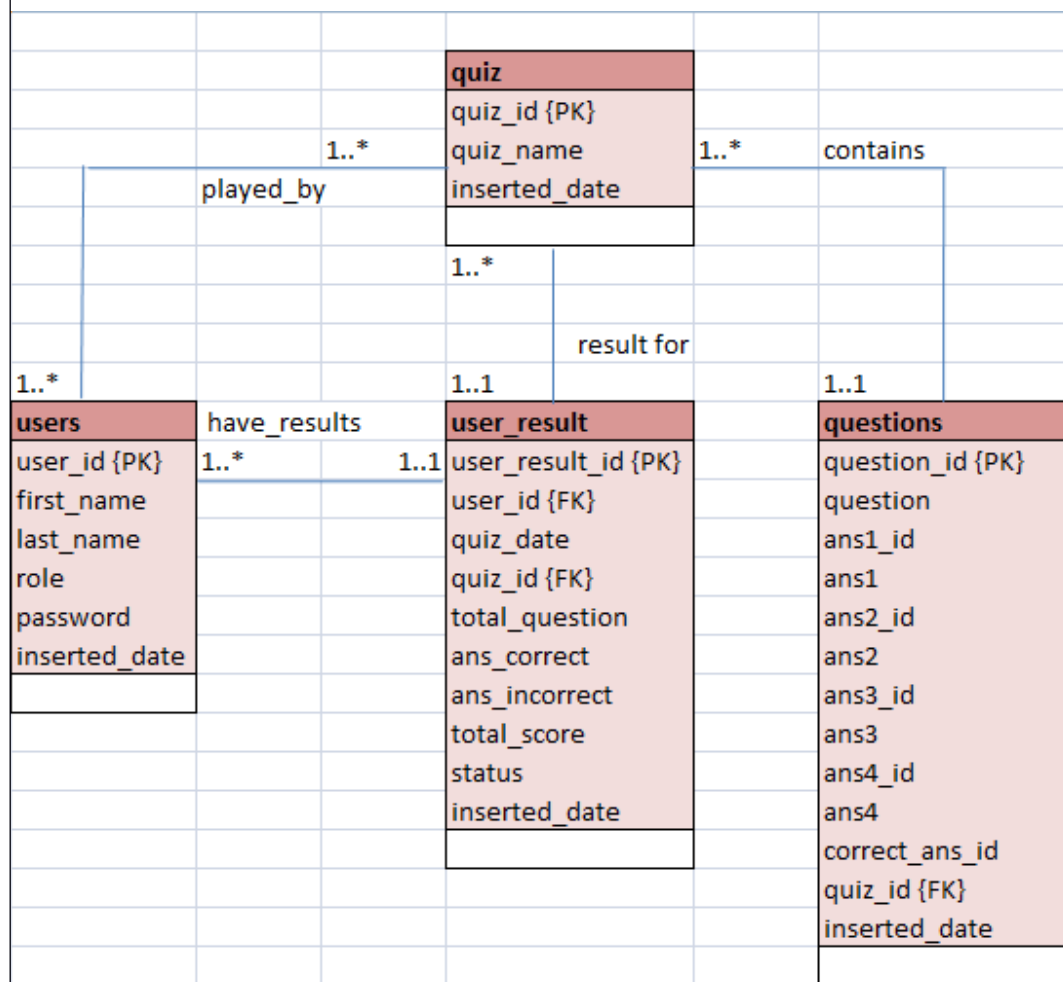 quiz
quiz_id {PK}
1..* quiz_name 1..* contains
played_by inserted_date
1..*
result for
1..* 1..1 1..1
users have_results user_result questions
user_id {PK} 1..* 1..1 user_result_id {PK} question_id {PK}
first_name user_id {FK} question
last_name quiz_date ans1_id
role quiz_id {FK} ans1
password total_question ans2_id
inserted_date ans_correct ans2
ans_incorrect ans3_id
total_score ans3
status ans4_id
inserted_date ans4
correct_ans_id
quiz_id {FK}
inserted_date